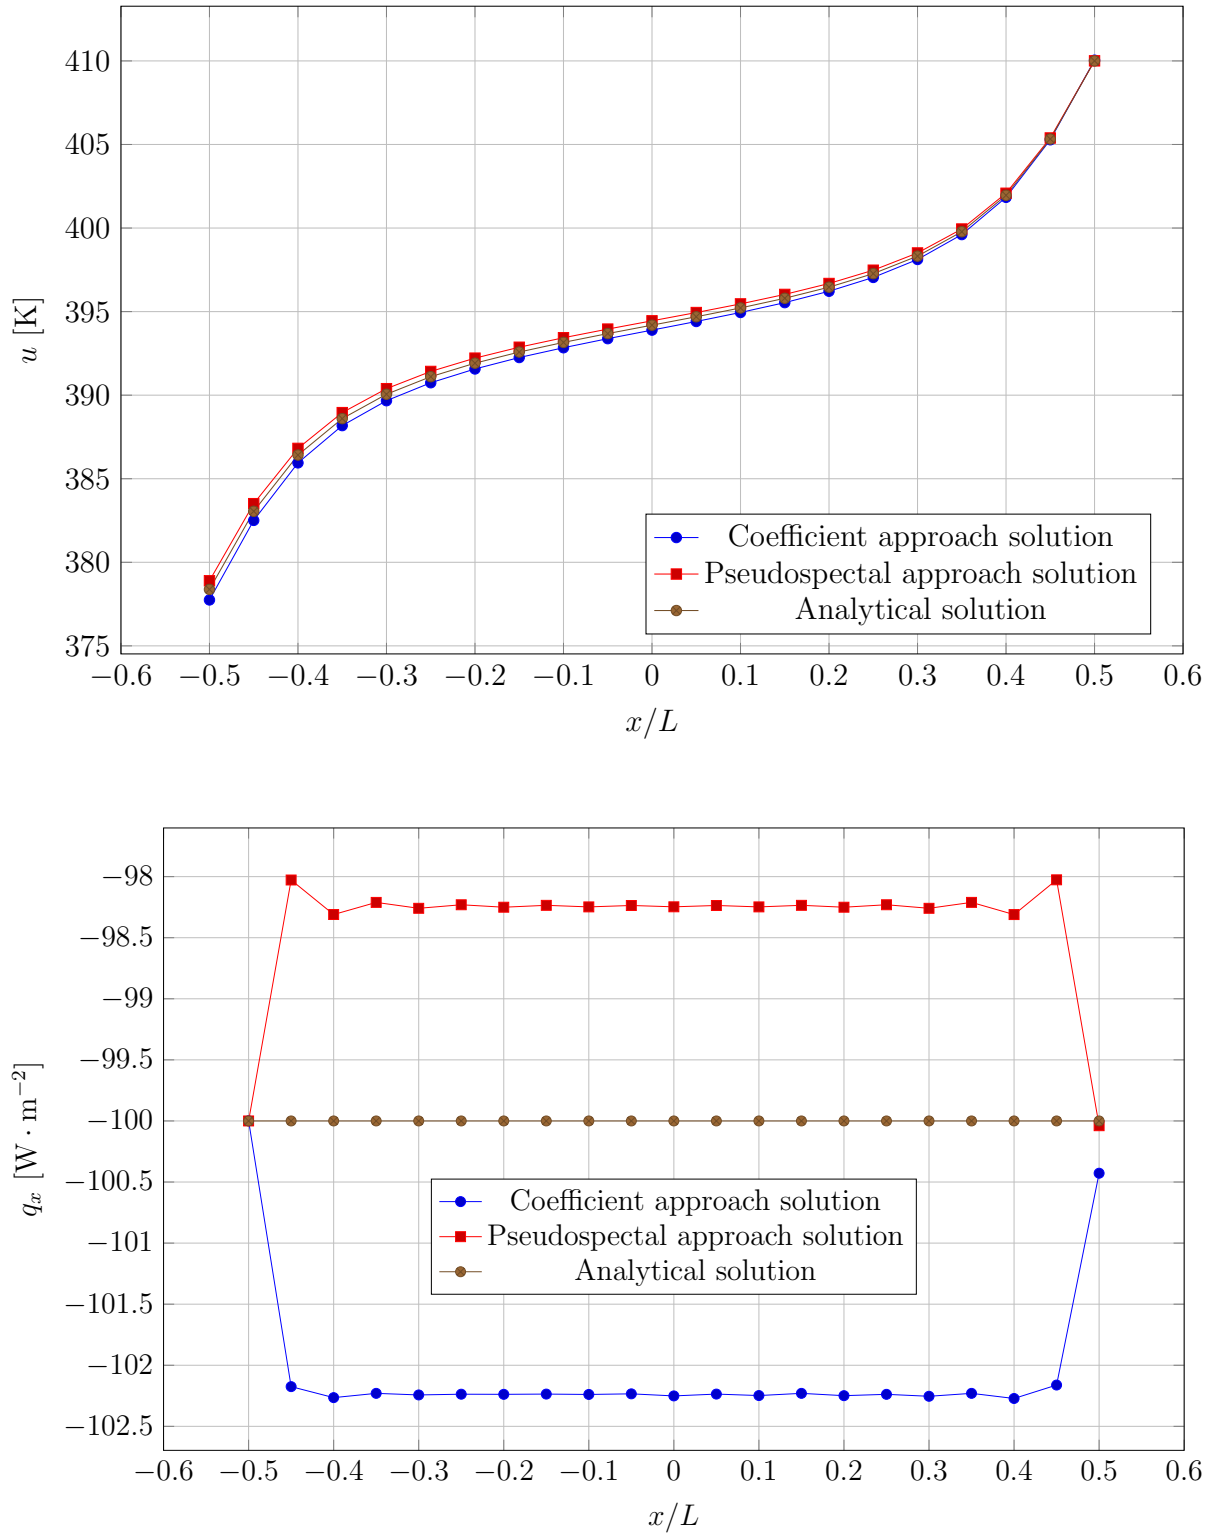 410
405
400
395
390
385
380
375
u [K]
Coefficient approach solution
Pseudospectal approach solution
Analytical solution
−0.6 −0.5 −0.4 −0.3 −0.2 −0.1 0 0.1 0.2 0.3 0.4 0.5 0.6
x/L
−98
−98.5
−99
−99.5
−100
−100.5
−101
−101.5
−102
−102.5
qₓ [W · m⁻²]
Coefficient approach solution
Pseudospectal approach solution
Analytical solution
−0.6 −0.5 −0.4 −0.3 −0.2 −0.1 0 0.1 0.2 0.3 0.4 0.5 0.6
x/L